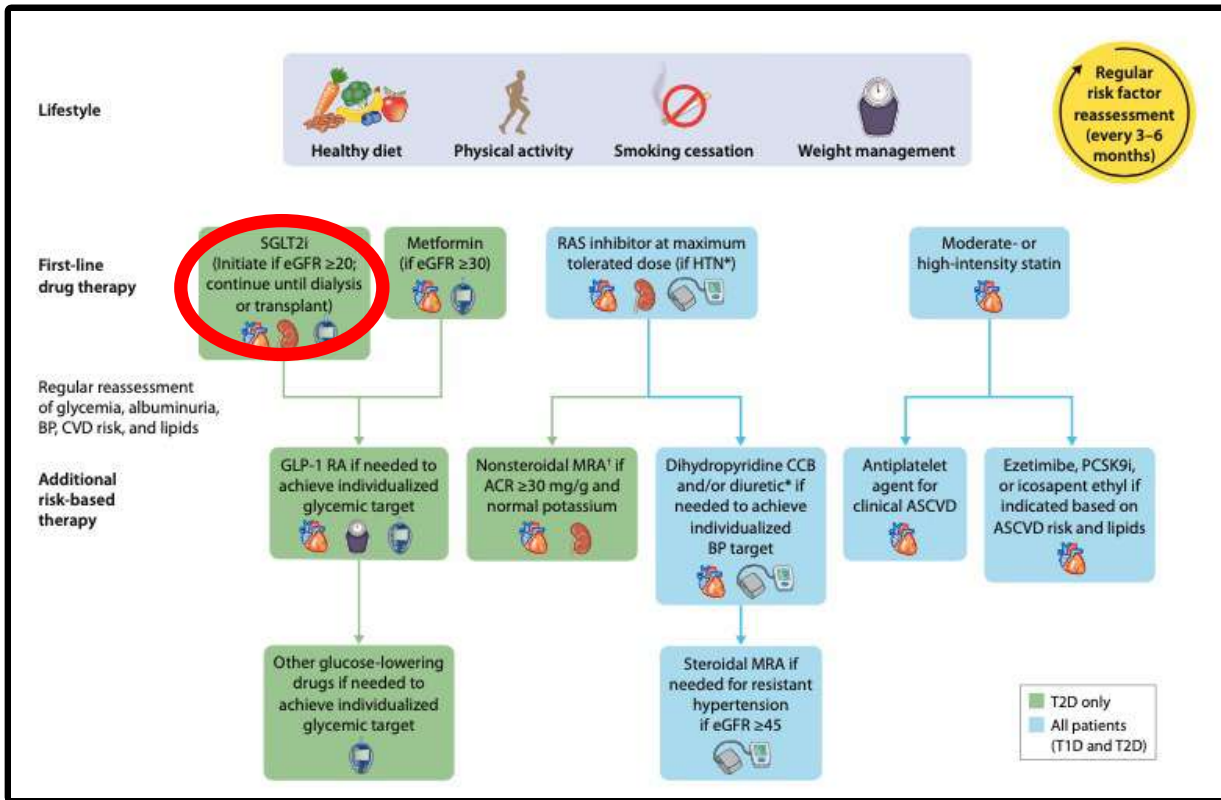 Lifestyle
Healthy diet
Physical activity
Smoking cessation
Weight management
Regular
risk factor
reassessment
(every 3–6
months)
First-line
drug therapy
SGLT2i
(Initiate if eGFR ≥20;
continue until dialysis
or transplant)
Metformin
(if eGFR ≥30)
RAS inhibitor at maximum
tolerated dose (if HTN*)
Moderate- or
high-intensity statin
Regular reassessment
of glycemia, albuminuria,
BP, CVD risk, and lipids
Additional
risk-based
therapy
GLP-1 RA if needed to
achieve individualized
glycemic target
Nonsteroidal MRA† if
ACR ≥30 mg/g and
normal potassium
Dihydropyridine CCB
and/or diuretic* if
needed to achieve
individualized
BP target
Antiplatelet
agent for
clinical ASCVD
Ezetimibe, PCSK9i,
or icosapent ethyl if
indicated based on
ASCVD risk and lipids
Other glucose-lowering
drugs if needed to
achieve individualized
glycemic target
Steroidal MRA if
needed for resistant
hypertension
if eGFR ≥45
T2D only
All patients
(T1D and T2D)